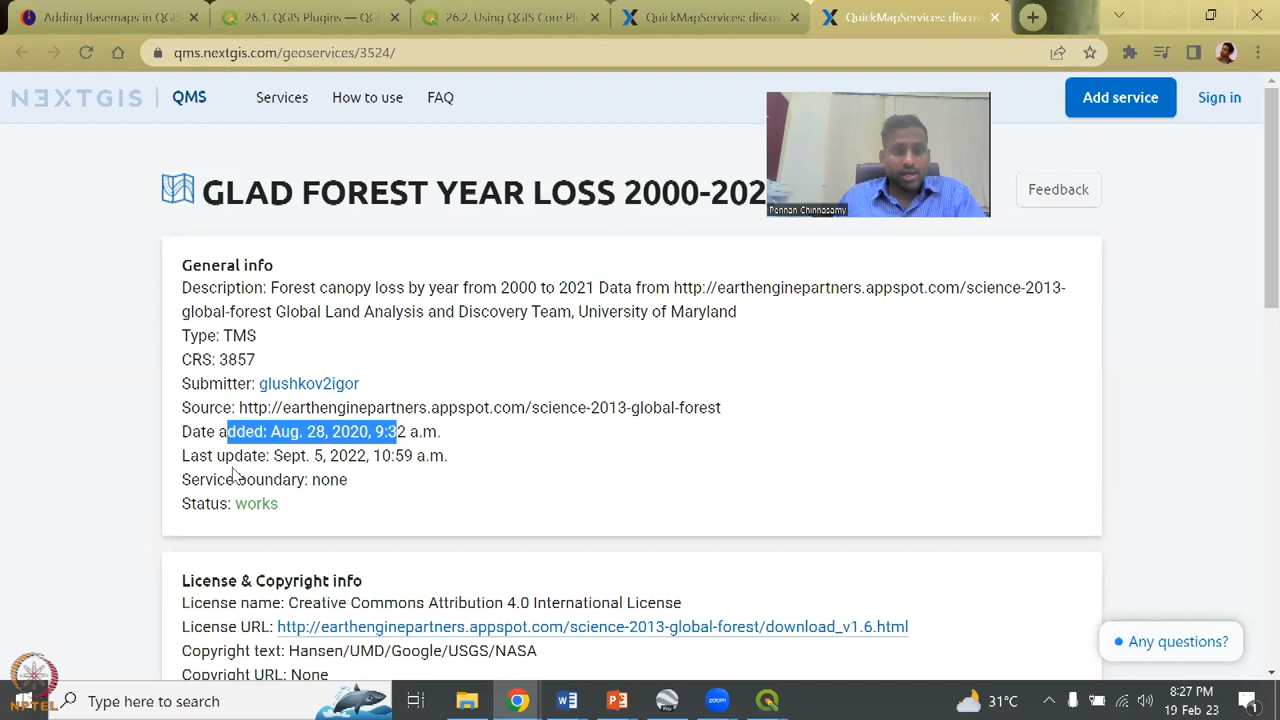 Adding Basemaps in QGIS
26.1. QGIS Plugins — QG
26.2. Using QGIS Core Pl
QuickMapServices: disco
QuickMapServices: disco
qms.nextgis.com/geoservices/3524/
NEXTGIS
QMS
Services
How to use
FAQ
Add service
Sign in
GLAD FOREST YEAR LOSS 2000-202
Feedback
Pennan Chinnasamy
General info
Description: Forest canopy loss by year from 2000 to 2021 Data from http://earthenginepartners.appspot.com/science-2013-
global-forest Global Land Analysis and Discovery Team, University of Maryland
Type: TMS
CRS: 3857
Submitter: glushkov2igor
Source: http://earthenginepartners.appspot.com/science-2013-global-forest
Date added: Aug. 28, 2020, 9:32 a.m.
Last update: Sept. 5, 2022, 10:59 a.m.
Service boundary: none
Status: works
License & Copyright info
License name: Creative Commons Attribution 4.0 International License
License URL: http://earthenginepartners.appspot.com/science-2013-global-forest/download_v1.6.html
Copyright text: Hansen/UMD/Google/USGS/NASA
Copyright URL: None
Any questions?
NPTEL
Type here to search
zoom
31°C
8:27 PM
19 Feb 23
1